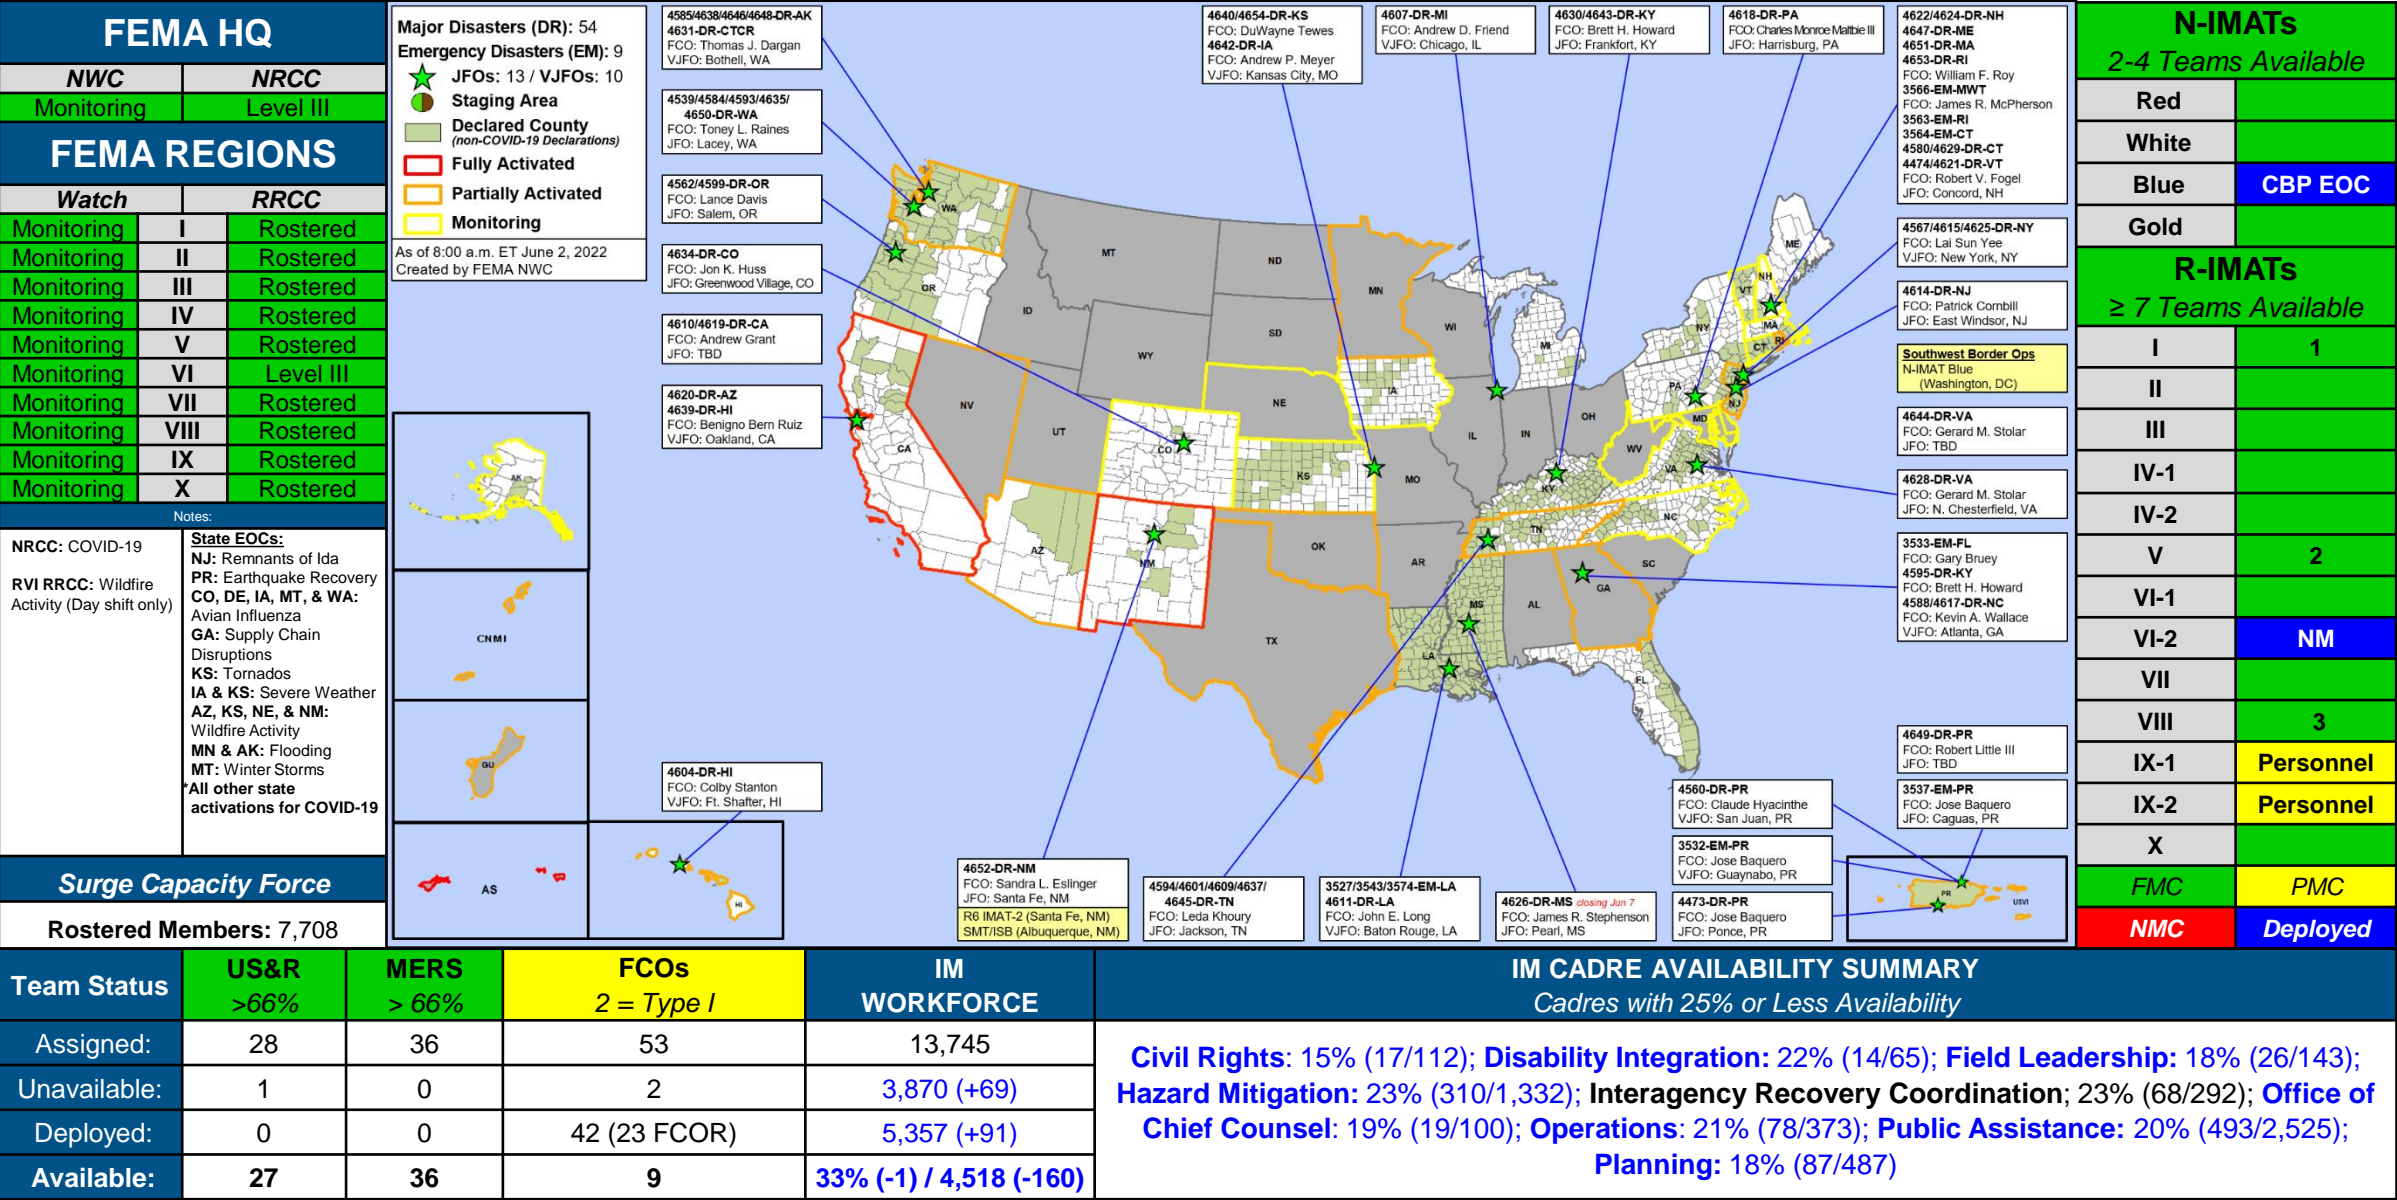 FEMA HQ
NWC NRCC
Monitoring Level III
FEMA REGIONS
Watch RRCC
Monitoring I Rostered
Monitoring II Rostered
Monitoring III Rostered
Monitoring IV Rostered
Monitoring V Rostered
Monitoring VI Level III
Monitoring VII Rostered
Monitoring VIII Rostered
Monitoring IX Rostered
Monitoring X Rostered
Notes:
NRCC: COVID-19
RVI RRCC: Wildfire
Activity (Day shift only)
State EOCs:
NJ: Remnants of Ida
PR: Earthquake Recovery
CO, DE, IA, MT, & WA:
Avian Influenza
GA: Supply Chain
Disruptions
KS: Tornados
IA & KS: Severe Weather
AZ, KS, NE, & NM:
Wildfire Activity
MN & AK: Flooding
MT: Winter Storms
*All other state
activations for COVID-19
Surge Capacity Force
Rostered Members: 7,708
Major Disasters (DR): 54
Emergency Disasters (EM): 9
JFOs: 13 / VJFOs: 10
Staging Area
Declared County
(non-COVID-19 Declarations)
Fully Activated
Partially Activated
Monitoring
As of 8:00 a.m. ET June 2, 2022
Created by FEMA NWC
4585/4638/4646/4648-DR-AK
4631-DR-CTCR
FCO: Thomas J. Dargan
VJFO: Bothell, WA
4539/4584/4593/4635/
4650-DR-WA
FCO: Toney L. Raines
JFO: Lacey, WA
4562/4599-DR-OR
FCO: Lance Davis
JFO: Salem, OR
4634-DR-CO
FCO: Jon K. Huss
JFO: Greenwood Village, CO
4610/4619-DR-CA
FCO: Andrew Grant
JFO: TBD
4620-DR-AZ
4639-DR-HI
FCO: Benigno Bern Ruiz
VJFO: Oakland, CA
4640/4654-DR-KS
FCO: DuWayne Tewes
4642-DR-IA
FCO: Andrew P. Meyer
VJFO: Kansas City, MO
4607-DR-MI
FCO: Andrew D. Friend
VJFO: Chicago, IL
4630/4643-DR-KY
FCO: Brett H. Howard
JFO: Frankfort, KY
4618-DR-PA
FCO: Charles Monroe Maltbie III
JFO: Harrisburg, PA
4622/4624-DR-NH
4647-DR-ME
4651-DR-MA
4653-DR-RI
FCO: William F. Roy
3566-EM-MWT
FCO: James R. McPherson
3563-EM-RI
3564-EM-CT
4580/4629-DR-CT
4474/4621-DR-VT
FCO: Robert V. Fogel
JFO: Concord, NH
4567/4615/4625-DR-NY
FCO: Lai Sun Yee
VJFO: New York, NY
4614-DR-NJ
FCO: Patrick Cornbill
JFO: East Windsor, NJ
Southwest Border Ops
N-IMAT Blue
(Washington, DC)
4644-DR-VA
FCO: Gerard M. Stolar
JFO: TBD
4628-DR-VA
FCO: Gerard M. Stolar
JFO: N. Chesterfield, VA
3533-EM-FL
FCO: Gary Bruey
4595-DR-KY
FCO: Brett H. Howard
4588/4617-DR-NC
FCO: Kevin A. Wallace
VJFO: Atlanta, GA
4649-DR-PR
FCO: Robert Little III
JFO: TBD
4560-DR-PR
FCO: Claude Hyacinthe
VJFO: San Juan, PR
3537-EM-PR
FCO: Jose Baquero
JFO: Caguas, PR
3532-EM-PR
FCO: Jose Baquero
VJFO: Guaynabo, PR
4473-DR-PR
FCO: Jose Baquero
JFO: Ponce, PR
4604-DR-HI
FCO: Colby Stanton
VJFO: Ft. Shafter, HI
4652-DR-NM
FCO: Sandra L. Eslinger
JFO: Santa Fe, NM
R6 IMAT-2 (Santa Fe, NM)
SMT/ISB (Albuquerque, NM)
4594/4601/4609/4637/
4645-DR-TN
FCO: Leda Khoury
JFO: Jackson, TN
3527/3543/3574-EM-LA
4611-DR-LA
FCO: John E. Long
VJFO: Baton Rouge, LA
4626-DR-MS closing Jun 7
FCO: James R. Stephenson
JFO: Pearl, MS
WA
OR
ID
MT
ND
SD
MN
WI
MI
WY
NV
UT
CO
CA
AZ
NM
NE
KS
IA
MO
IL
IN
OH
OK
TX
AR
LA
MS
AL
GA
SC
NC
TN
KY
WV
VA
MD
PA
NJ
NY
CT
RI
MA
VT
NH
ME
FL
AK
CNMI
GU
AS
HI
PR
USVI
N-IMATs
2-4 Teams Available
Red
White
Blue CBP EOC
Gold
R-IMATs
≥ 7 Teams Available
I 1
II
III
IV-1
IV-2
V 2
VI-1
VI-2 NM
VII
VIII 3
IX-1 Personnel
IX-2 Personnel
X
FMC PMC
NMC Deployed
Team Status US&R MERS FCOs IM
>66% > 66% 2 = Type I WORKFORCE
Assigned: 28 36 53 13,745
Unavailable: 1 0 2 3,870 (+69)
Deployed: 0 0 42 (23 FCOR) 5,357 (+91)
Available: 27 36 9 33% (-1) / 4,518 (-160)
IM CADRE AVAILABILITY SUMMARY
Cadres with 25% or Less Availability
Civil Rights: 15% (17/112); Disability Integration: 22% (14/65); Field Leadership: 18% (26/143);
Hazard Mitigation: 23% (310/1,332); Interagency Recovery Coordination; 23% (68/292); Office of
Chief Counsel: 19% (19/100); Operations: 21% (78/373); Public Assistance: 20% (493/2,525);
Planning: 18% (87/487)